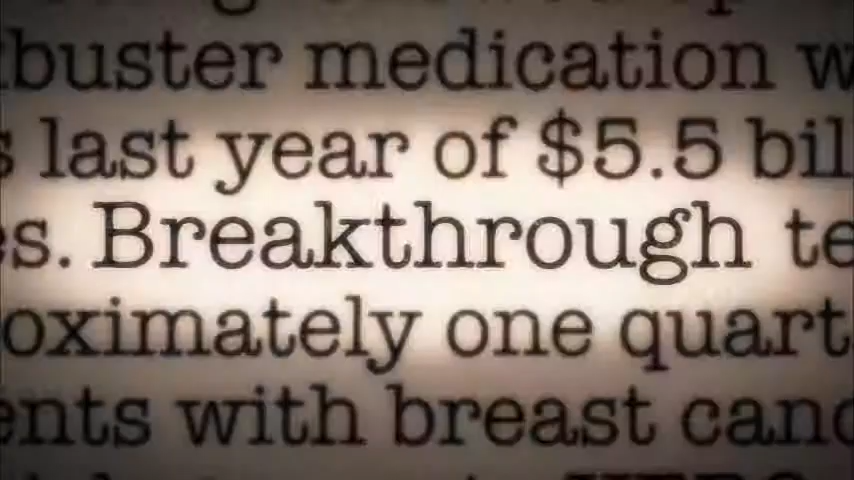 buster medication w
s last year of $5.5 bil
es. Breakthrough te
oximately one quart
ents with breast canc